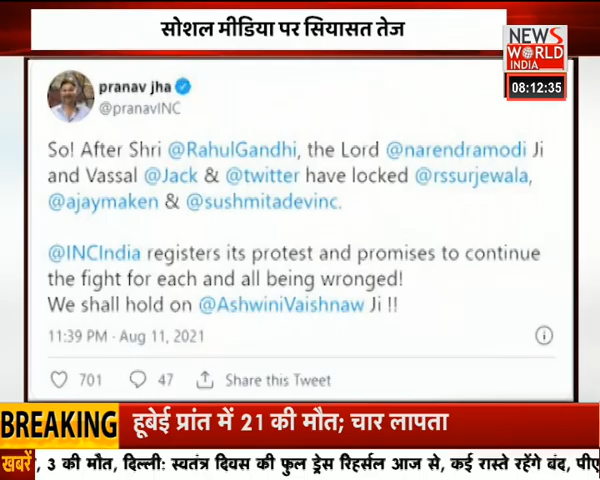 सोशल मीडिया पर सियासत तेज
NEWS
WORLD
INDIA
08:12:35
pranav jha
@pranavINC
So! After Shri @RahulGandhi, the Lord @narendramodi Ji
and Vassal @Jack & @twitter have locked @rssurjewala,
@ajaymaken & @sushmitadevinc.
@INCIndia registers its protest and promises to continue
the fight for each and all being wronged!
We shall hold on @AshwiniVaishnaw Ji !!
11:39 PM · Aug 11, 2021
701 47 Share this Tweet
BREAKING हूबेई प्रांत में 21 की मौत; चार लापता
खबरें , 3 की मौत, दिल्ली: स्वतंत्र दिवस की फुल ड्रेस रिहर्सल आज से, कई रास्ते रहेंगे बंद, पीए